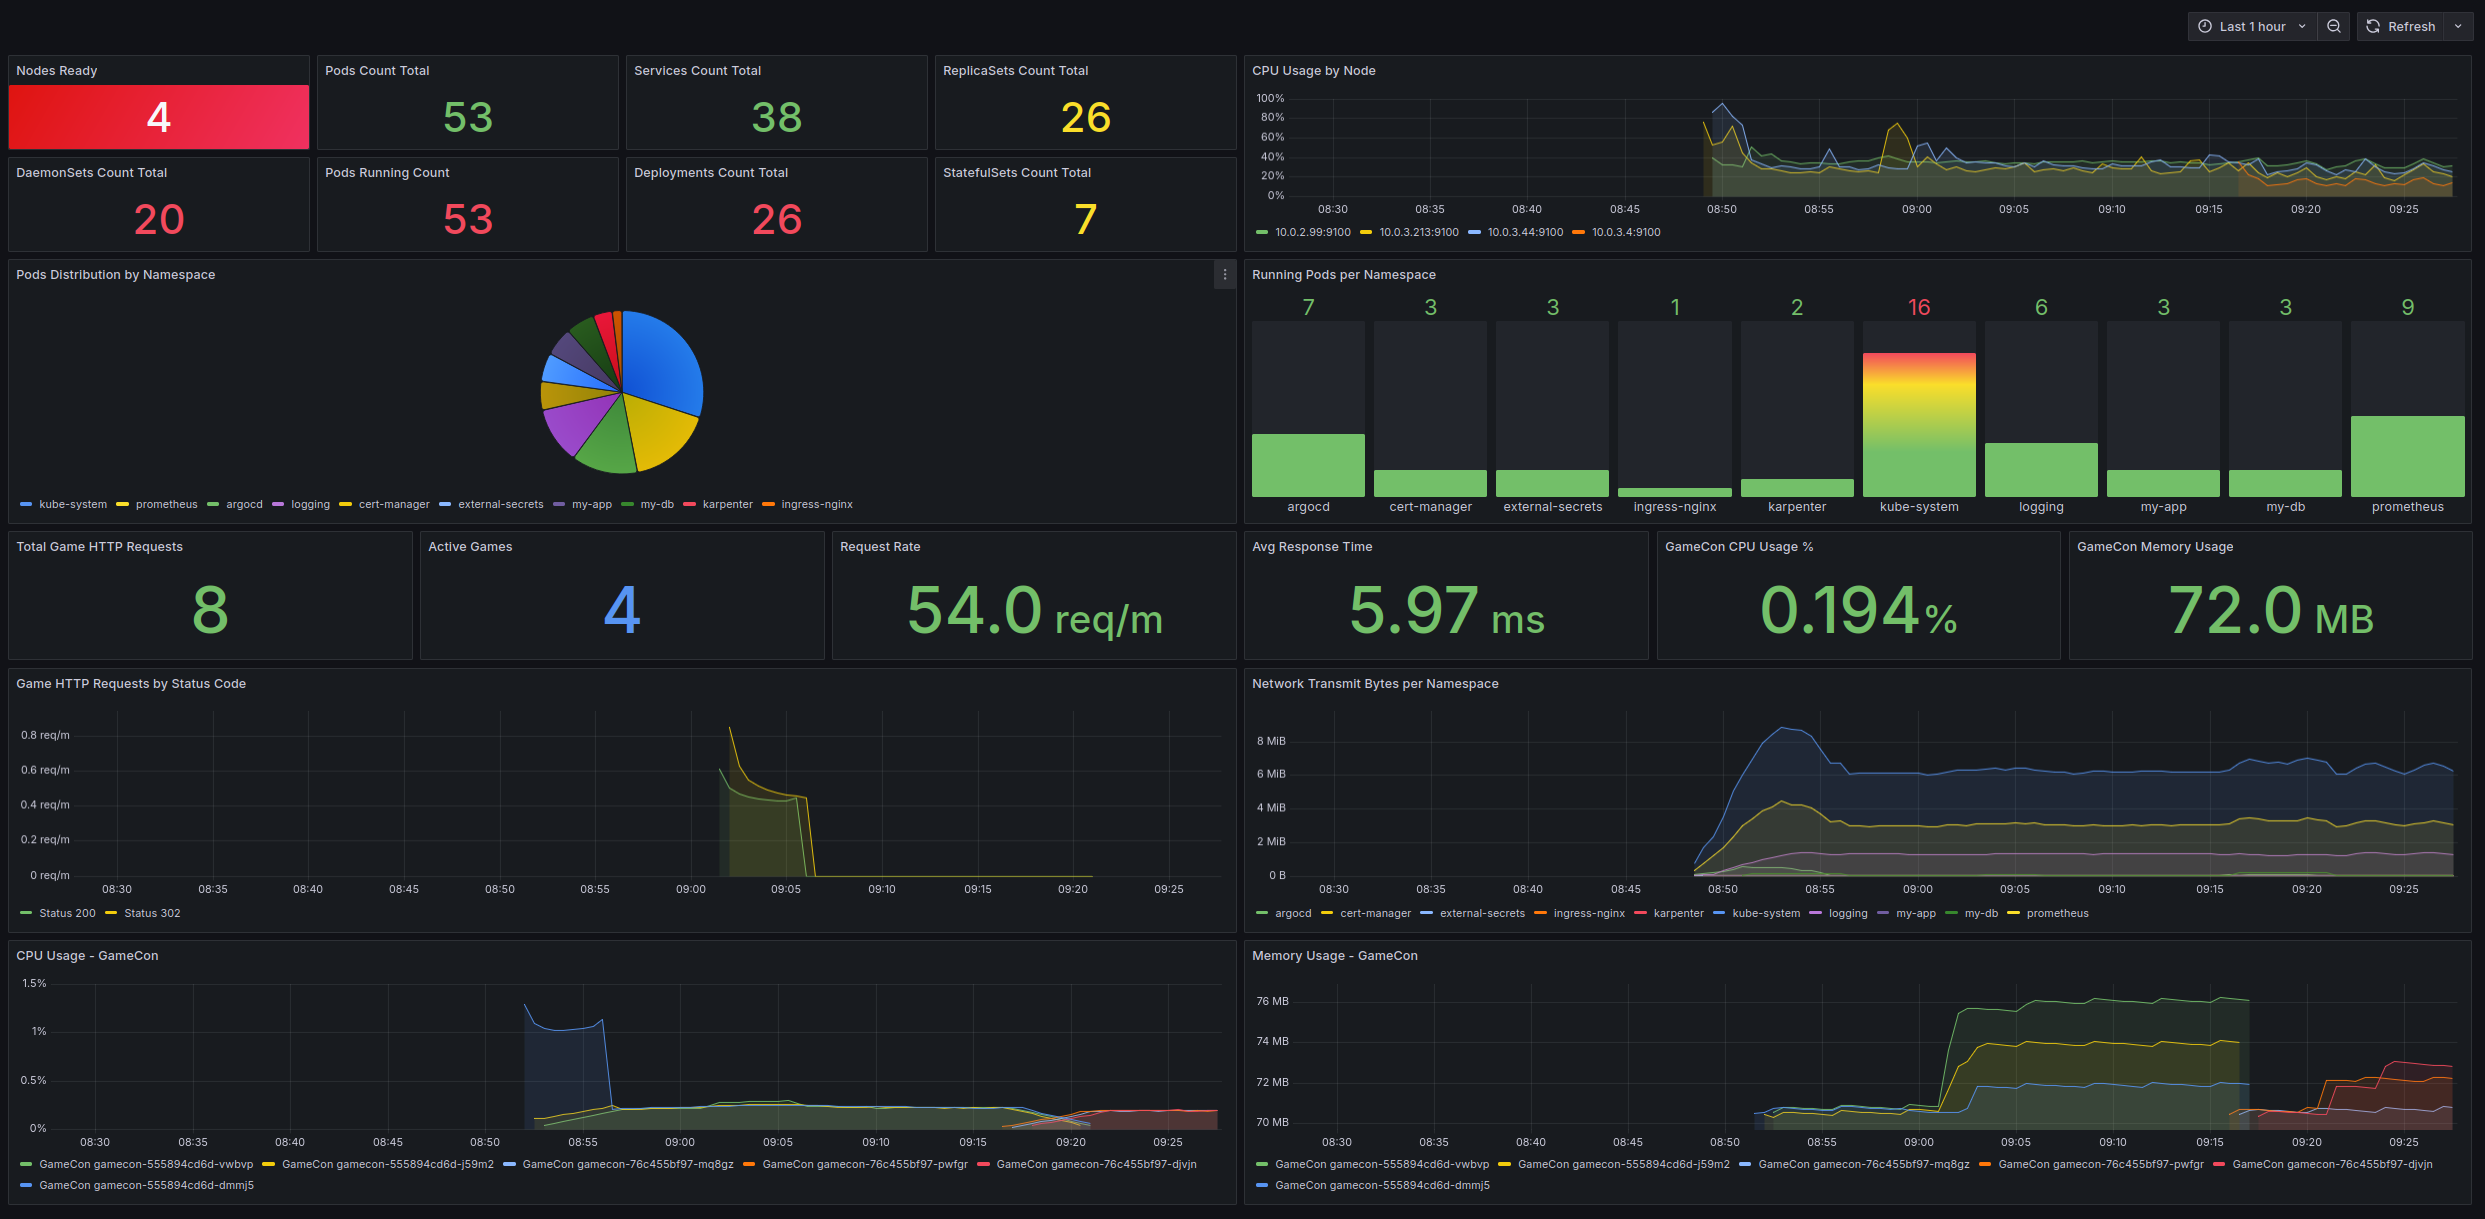 Last 1 hour
Refresh
Nodes Ready
4
Pods Count Total
53
Services Count Total
38
ReplicaSets Count Total
26
DaemonSets Count Total
20
Pods Running Count
53
Deployments Count Total
26
StatefulSets Count Total
7
CPU Usage by Node
100%
80%
60%
40%
20%
0%
08:30 08:35 08:40 08:45 08:50 08:55 09:00 09:05 09:10 09:15 09:20 09:25
10.0.2.99:9100 10.0.3.213:9100 10.0.3.44:9100 10.0.3.4:9100
Pods Distribution by Namespace
kube-system prometheus argocd logging cert-manager external-secrets my-app my-db karpenter ingress-nginx
Running Pods per Namespace
7 3 3 1 2 16 6 3 3 9
argocd cert-manager external-secrets ingress-nginx karpenter kube-system logging my-app my-db prometheus
Total Game HTTP Requests
8
Active Games
4
Request Rate
54.0 req/m
Avg Response Time
5.97 ms
GameCon CPU Usage %
0.194%
GameCon Memory Usage
72.0 MB
Game HTTP Requests by Status Code
0.8 req/m
0.6 req/m
0.4 req/m
0.2 req/m
0 req/m
08:30 08:35 08:40 08:45 08:50 08:55 09:00 09:05 09:10 09:15 09:20 09:25
Status 200 Status 302
Network Transmit Bytes per Namespace
8 MiB
6 MiB
4 MiB
2 MiB
0 B
08:30 08:35 08:40 08:45 08:50 08:55 09:00 09:05 09:10 09:15 09:20 09:25
argocd cert-manager external-secrets ingress-nginx karpenter kube-system logging my-app my-db prometheus
CPU Usage - GameCon
1.5%
1%
0.5%
0%
08:30 08:35 08:40 08:45 08:50 08:55 09:00 09:05 09:10 09:15 09:20 09:25
GameCon gamecon-555894cd6d-vwbvp GameCon gamecon-555894cd6d-j59m2 GameCon gamecon-76c455bf97-mq8gz GameCon gamecon-76c455bf97-pwfgr GameCon gamecon-76c455bf97-djvjn
GameCon gamecon-555894cd6d-dmmj5
Memory Usage - GameCon
76 MB
74 MB
72 MB
70 MB
08:30 08:35 08:40 08:45 08:50 08:55 09:00 09:05 09:10 09:15 09:20 09:25
GameCon gamecon-555894cd6d-vwbvp GameCon gamecon-555894cd6d-j59m2 GameCon gamecon-76c455bf97-mq8gz GameCon gamecon-76c455bf97-pwfgr GameCon gamecon-76c455bf97-djvjn
GameCon gamecon-555894cd6d-dmmj5